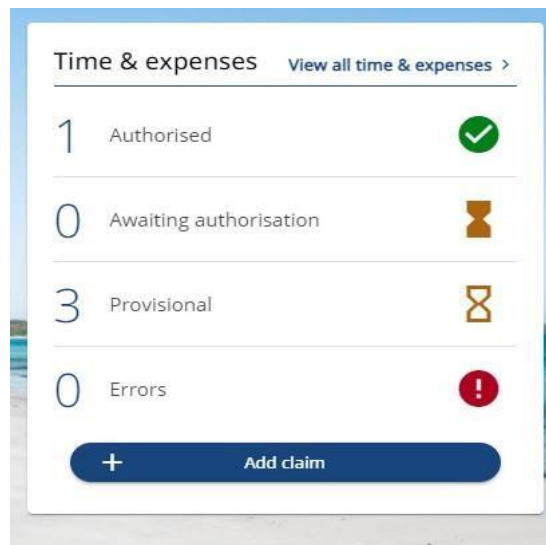 Time & expenses View all time & expenses >
1 Authorised
0 Awaiting authorisation
3 Provisional
0 Errors
+ Add claim